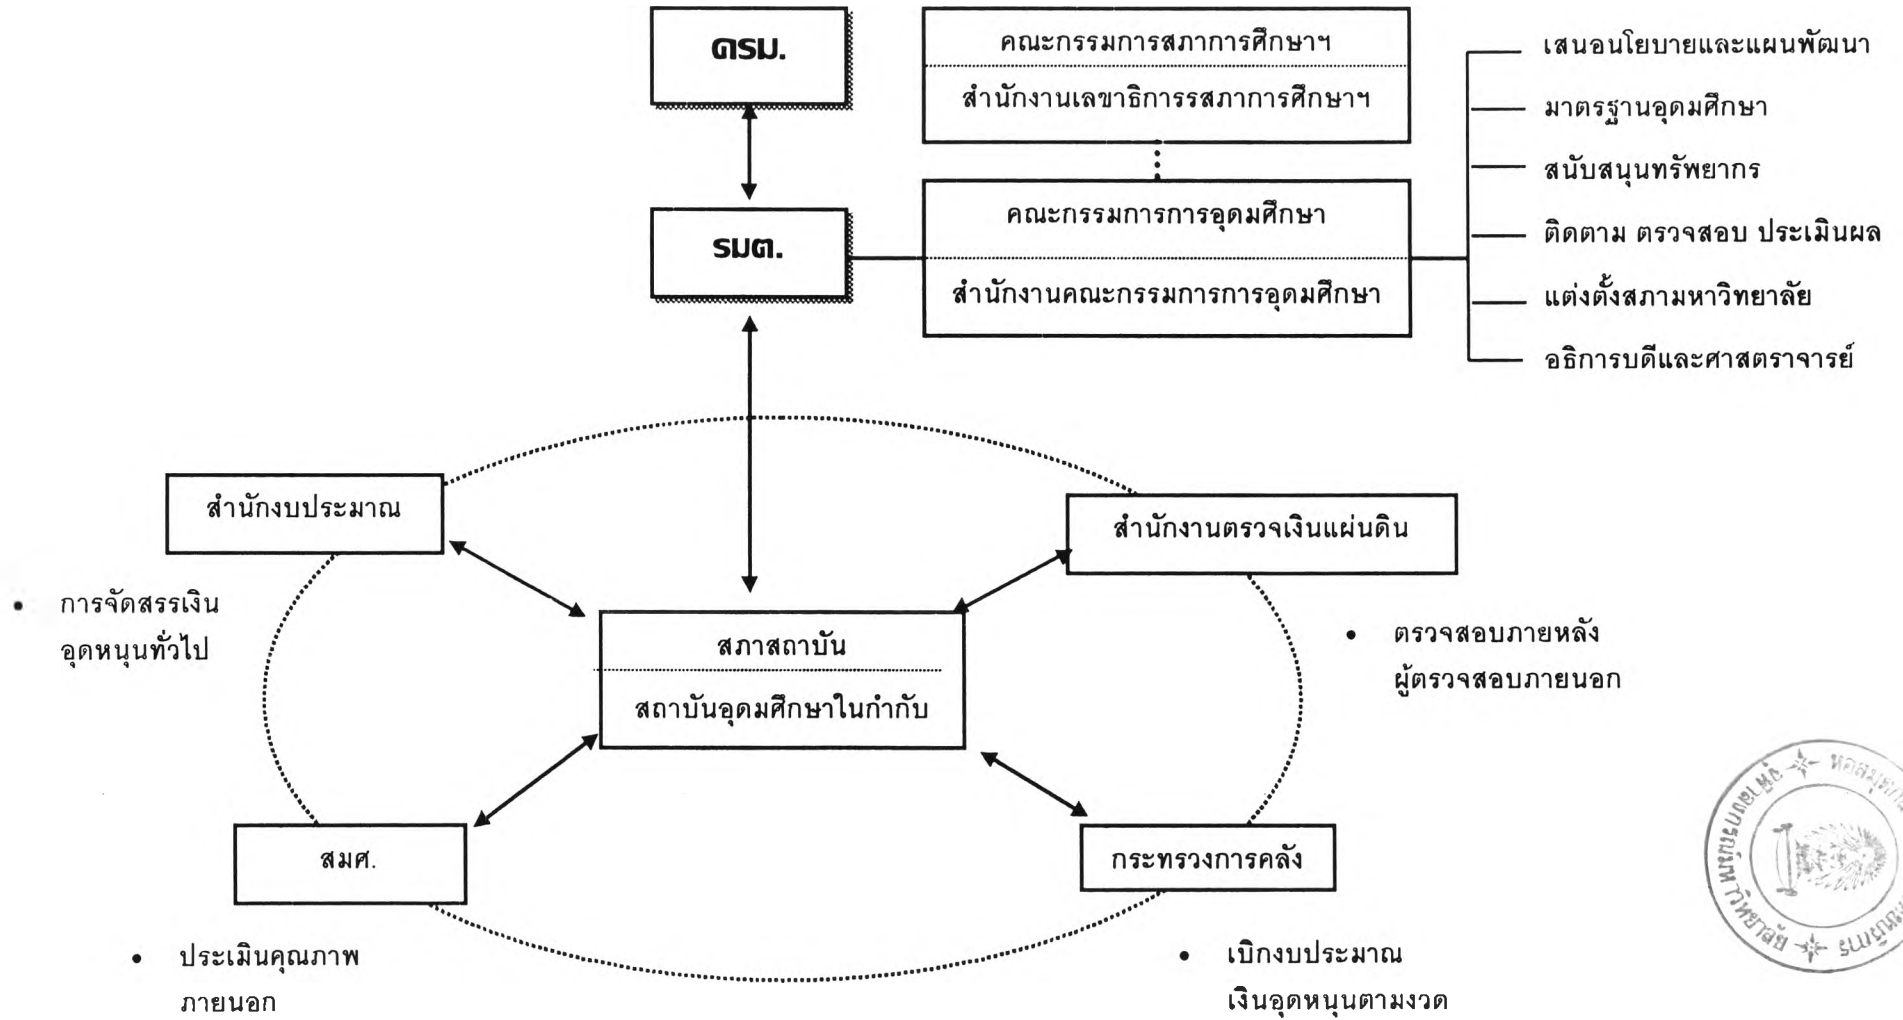 ครม.
คณะกรรมการสภาการศึกษาฯ
สำนักงานเลขาธิการรสภาการศึกษาฯ
รมต.
คณะกรรมการการอุดมศึกษา
สำนักงานคณะกรรมการการอุดมศึกษา
เสนอนโยบายและแผนพัฒนา
มาตรฐานอุดมศึกษา
สนับสนุนทรัพยากร
ติดตาม ตรวจสอบ ประเมินผล
แต่งตั้งสภามหาวิทยาลัย
อธิการบดีและศาสตราจารย์
สำนักงบประมาณ
• การจัดสรรเงิน
อุดหนุนทั่วไป
สำนักงานตรวจเงินแผ่นดิน
• ตรวจสอบภายหลัง
ผู้ตรวจสอบภายนอก
สภาสถาบัน
สถาบันอุดมศึกษาในกำกับ
สมศ.
• ประเมินคุณภาพ
ภายนอก
กระทรวงการคลัง
• เบิกงบประมาณ
เงินอุดหนุนตามงวด
จุฬาลงกรณ์มหาวิทยาลัย